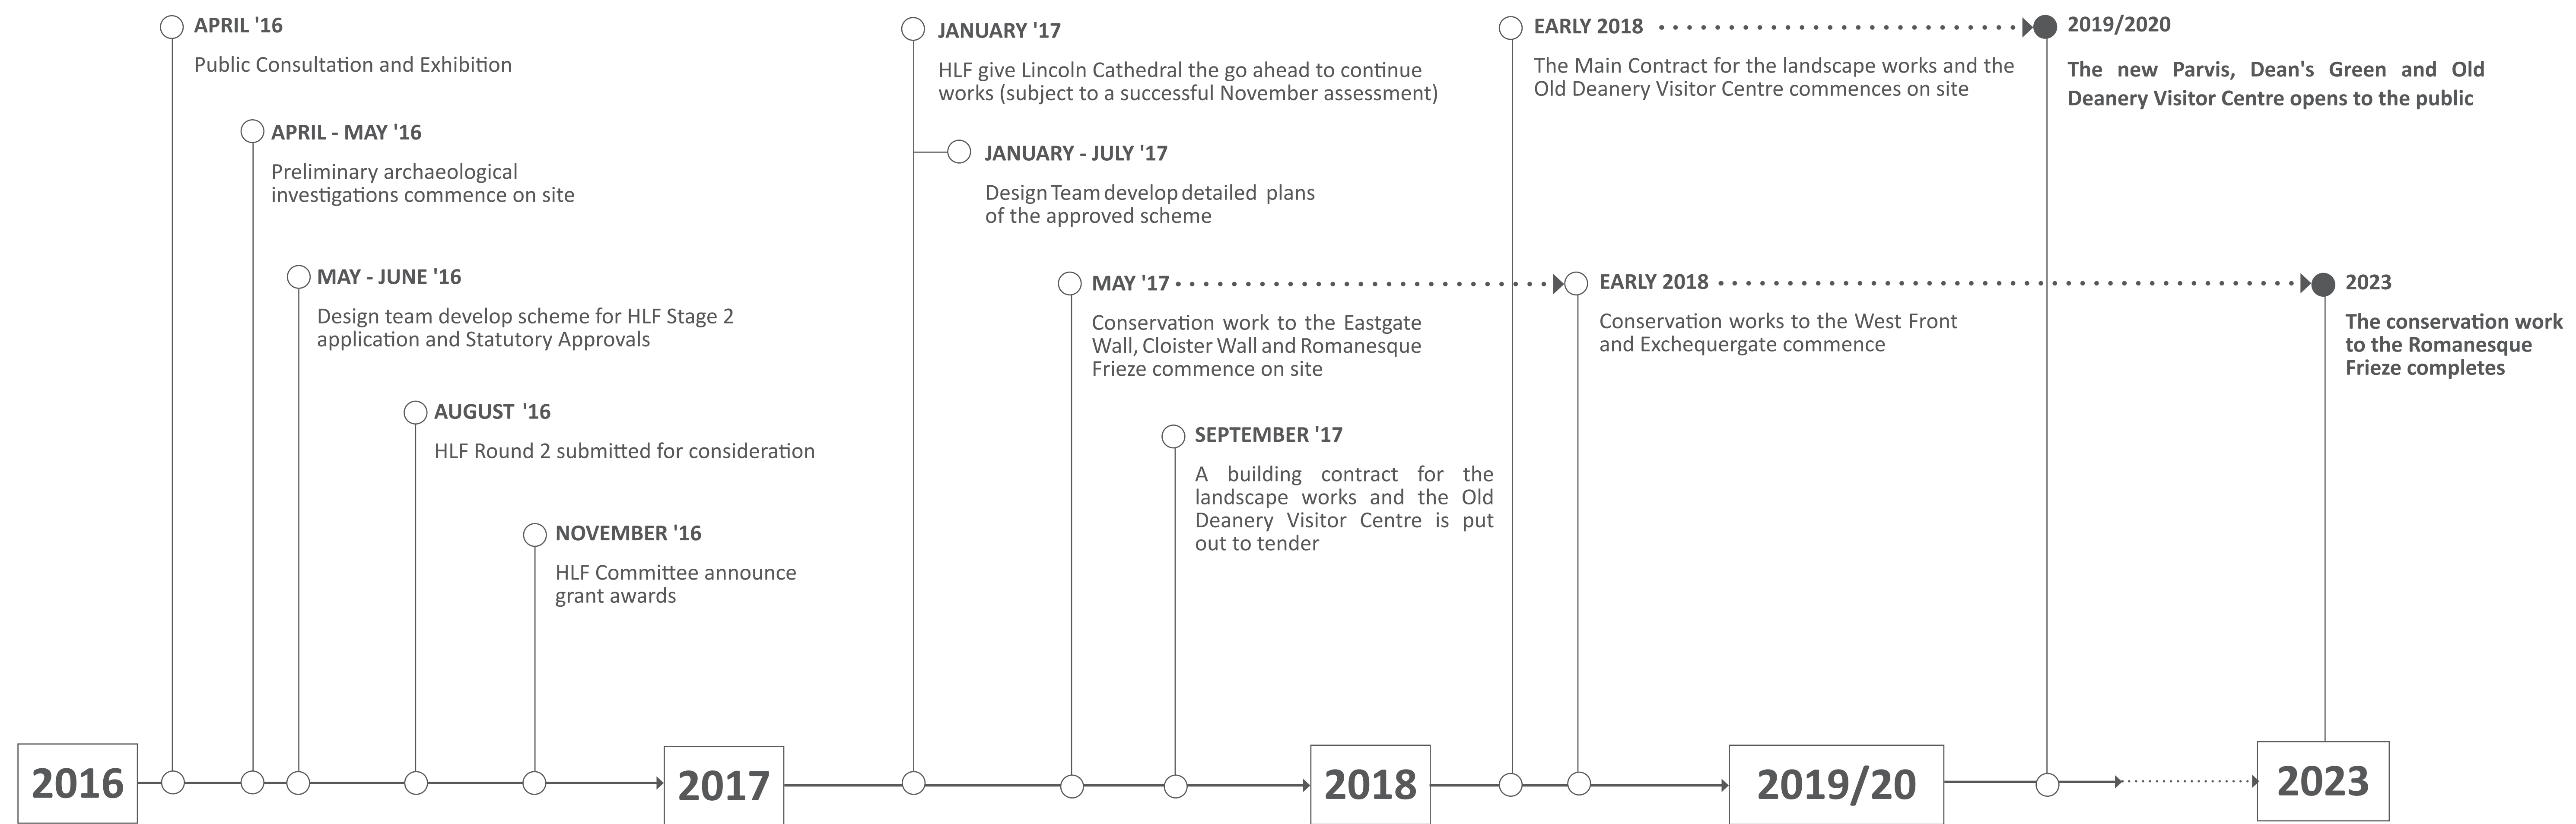 APRIL '16
Public Consultation and Exhibition
APRIL - MAY '16
Preliminary archaeological
investigations commence on site
MAY - JUNE '16
Design team develop scheme for HLF Stage 2
application and Statutory Approvals
AUGUST '16
HLF Round 2 submitted for consideration
NOVEMBER '16
HLF Committee announce
grant awards
JANUARY '17
HLF give Lincoln Cathedral the go ahead to continue
works (subject to a successful November assessment)
JANUARY - JULY '17
Design Team develop detailed plans
of the approved scheme
MAY '17
Conservation work to the Eastgate
Wall, Cloister Wall and Romanesque
Frieze commence on site
SEPTEMBER '17
A building contract for the
landscape works and the Old
Deanery Visitor Centre is put
out to tender
EARLY 2018
The Main Contract for the landscape works and the
Old Deanery Visitor Centre commences on site
EARLY 2018
Conservation works to the West Front
and Exchequergate commence
2019/2020
The new Parvis, Dean's Green and Old
Deanery Visitor Centre opens to the public
2023
The conservation work
to the Romanesque
Frieze completes
2016
2017
2018
2019/20
2023